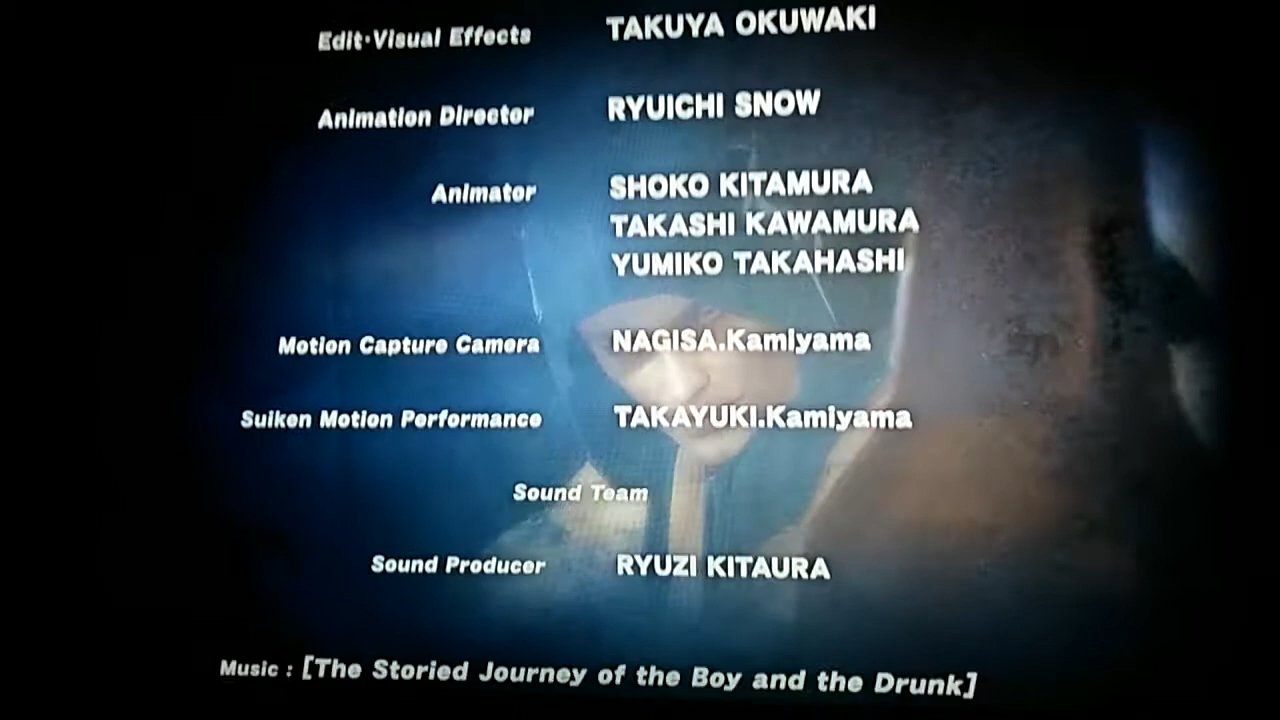 Edit·Visual Effects TAKUYA OKUWAKI
Animation Director RYUICHI SNOW
Animator SHOKO KITAMURA
TAKASHI KAWAMURA
YUMIKO TAKAHASHI
Motion Capture Camera NAGISA.Kamiyama
Suiken Motion Performance TAKAYUKI.Kamiyama
Sound Team
Sound Producer RYUZI KITAURA
Music : [The Storied Journey of the Boy and the Drunk]